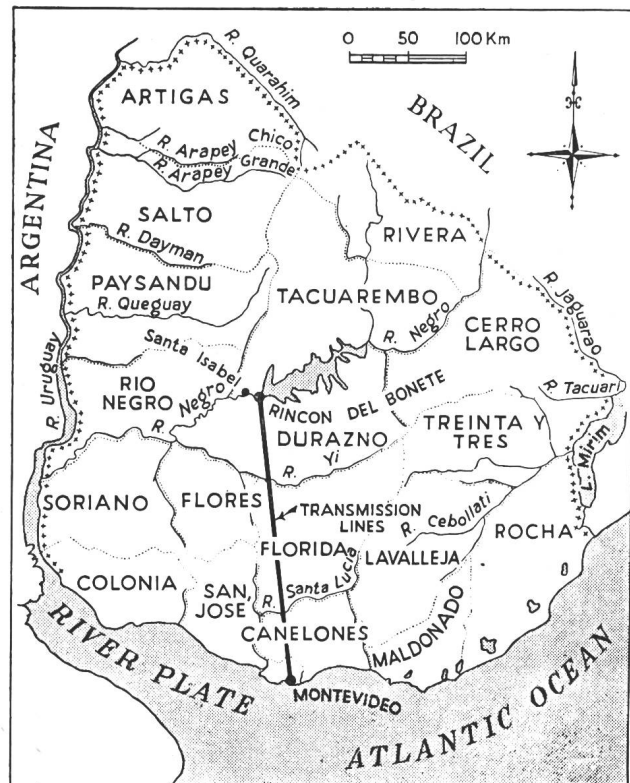 0 50 100 Km
R. Quarahim
ARTIGAS
BRAZIL
R. Arapey Chico
R. Arapey Grande
ARGENTINA
SALTO
RIVERA
R. Dayman
PAYSANDU
TACUAREMBO
R. Jaguarao
R. Queguay
R. Negro
CERRO
LARGO
Santa Isabel
R. Uruguay
RIO
NEGRO
R. Negro
RINCON DEL BONETE
R. Tacuari
DURAZNO
TREINTA Y
TRES
R. Yi
L. Mirim
SORIANO
FLORES
TRANSMISSION
LINES
R. Cebollati
ROCHA
FLORIDA
LAVALLEJA
COLONIA
SAN
JOSE
R. Santa Lucia
CANELONES
MALDONADO
RIVER PLATE
MONTEVIDEO
ATLANTIC OCEAN